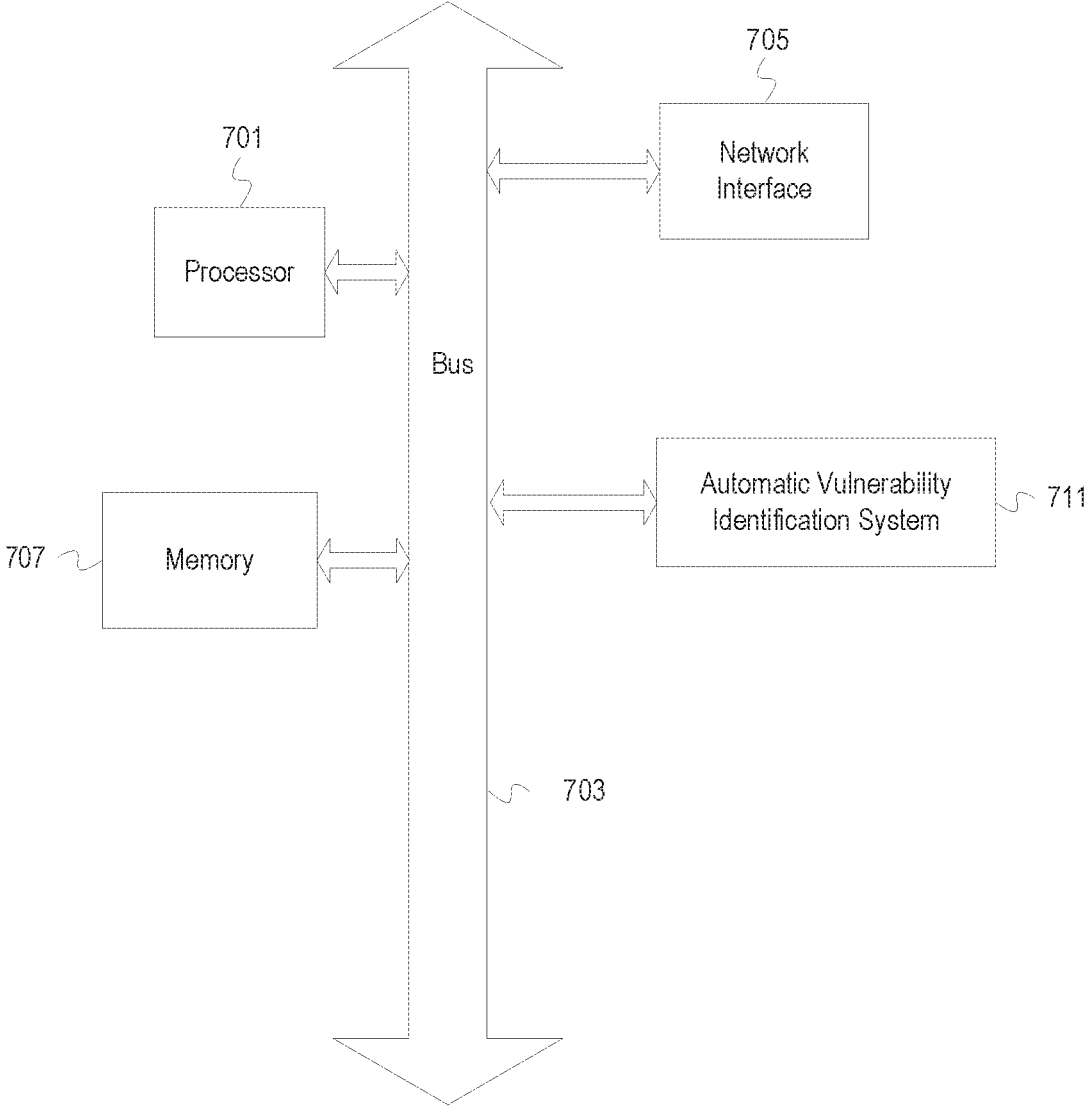 705
Network
Interface
701
Processor
Bus
Automatic Vulnerability
Identification System
711
707
Memory
703